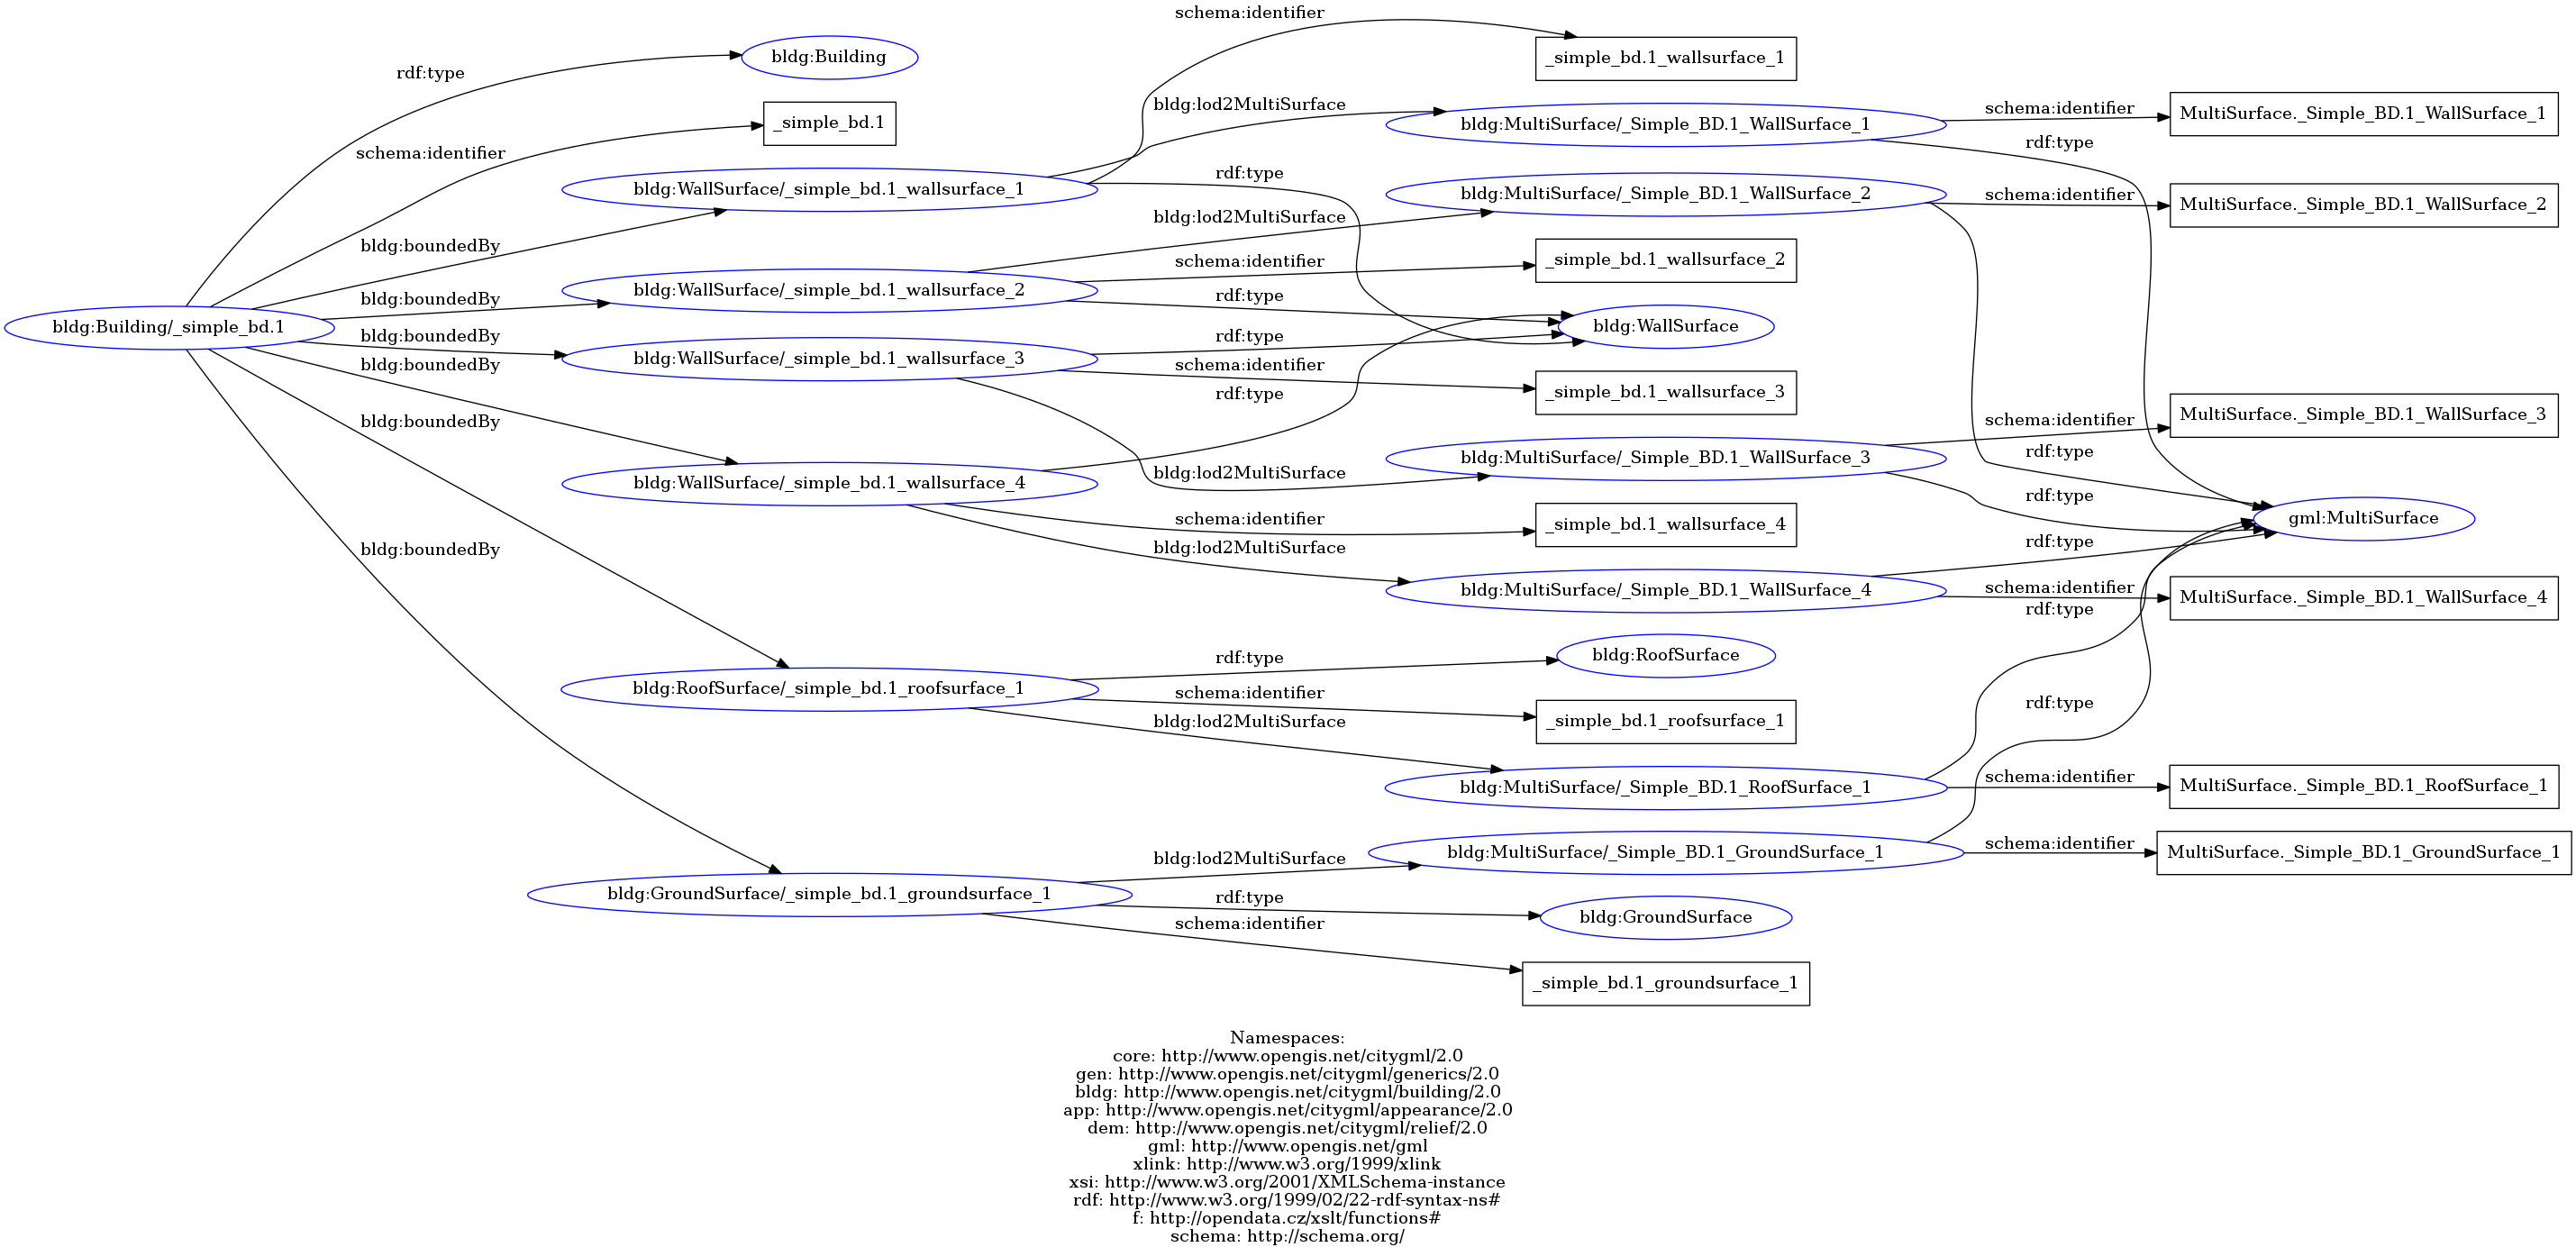 schema:identifier
_simple_bd.1_wallsurface_1
bldg:Building
rdf:type
bldg:lod2MultiSurface
bldg:MultiSurface/_Simple_BD.1_WallSurface_1
schema:identifier
MultiSurface._Simple_BD.1_WallSurface_1
_simple_bd.1
rdf:type
schema:identifier
rdf:type
bldg:WallSurface/_simple_bd.1_wallsurface_1
bldg:MultiSurface/_Simple_BD.1_WallSurface_2
schema:identifier
MultiSurface._Simple_BD.1_WallSurface_2
bldg:lod2MultiSurface
bldg:boundedBy
schema:identifier
_simple_bd.1_wallsurface_2
bldg:WallSurface/_simple_bd.1_wallsurface_2
rdf:type
bldg:boundedBy
bldg:Building/_simple_bd.1
bldg:WallSurface
bldg:boundedBy
rdf:type
bldg:WallSurface/_simple_bd.1_wallsurface_3
bldg:boundedBy
schema:identifier
_simple_bd.1_wallsurface_3
rdf:type
bldg:boundedBy
schema:identifier
MultiSurface._Simple_BD.1_WallSurface_3
rdf:type
bldg:MultiSurface/_Simple_BD.1_WallSurface_3
bldg:lod2MultiSurface
bldg:WallSurface/_simple_bd.1_wallsurface_4
rdf:type
schema:identifier
_simple_bd.1_wallsurface_4
gml:MultiSurface
bldg:boundedBy
bldg:lod2MultiSurface
rdf:type
bldg:MultiSurface/_Simple_BD.1_WallSurface_4
schema:identifier
MultiSurface._Simple_BD.1_WallSurface_4
rdf:type
rdf:type
bldg:RoofSurface
bldg:RoofSurface/_simple_bd.1_roofsurface_1
schema:identifier
rdf:type
_simple_bd.1_roofsurface_1
bldg:lod2MultiSurface
bldg:MultiSurface/_Simple_BD.1_RoofSurface_1
schema:identifier
MultiSurface._Simple_BD.1_RoofSurface_1
bldg:lod2MultiSurface
bldg:MultiSurface/_Simple_BD.1_GroundSurface_1
schema:identifier
MultiSurface._Simple_BD.1_GroundSurface_1
bldg:GroundSurface/_simple_bd.1_groundsurface_1
rdf:type
bldg:GroundSurface
schema:identifier
_simple_bd.1_groundsurface_1
Namespaces:
core: http://www.opengis.net/citygml/2.0
gen: http://www.opengis.net/citygml/generics/2.0
bldg: http://www.opengis.net/citygml/building/2.0
app: http://www.opengis.net/citygml/appearance/2.0
dem: http://www.opengis.net/citygml/relief/2.0
gml: http://www.opengis.net/gml
xlink: http://www.w3.org/1999/xlink
xsi: http://www.w3.org/2001/XMLSchema-instance
rdf: http://www.w3.org/1999/02/22-rdf-syntax-ns#
f: http://opendata.cz/xslt/functions#
schema: http://schema.org/